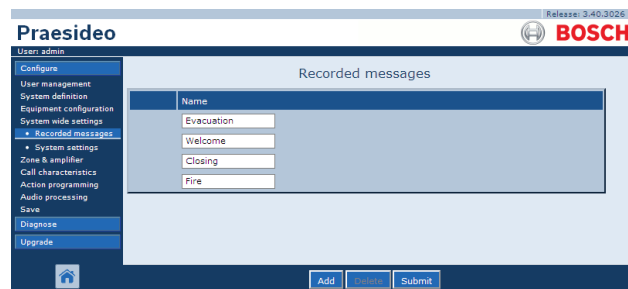 Release: 3.40.3026
Praesideo
BOSCH
User: admin
Configure
User management
System definition
Equipment configuration
System wide settings
• Recorded messages
• System settings
Zone & amplifier
Call characteristics
Action programming
Audio processing
Save
Diagnose
Upgrade
Recorded messages
Name
Evacuation
Welcome
Closing
Fire
Add Delete Submit